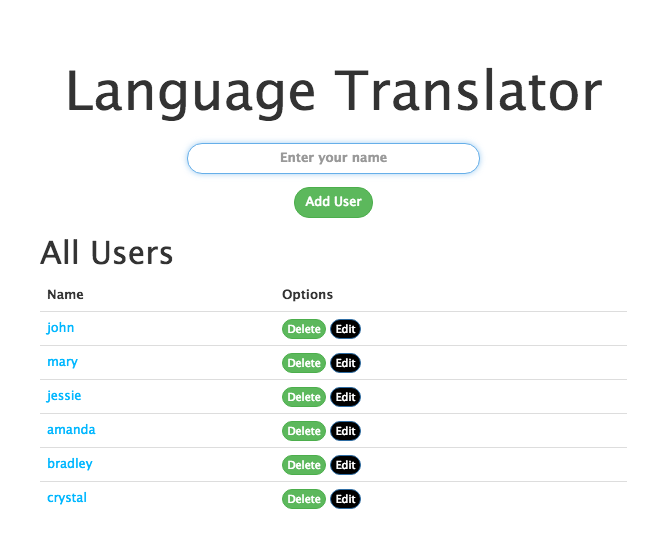 Language Translator
Enter your name
Add User
All Users
Name Options
john Delete Edit
mary Delete Edit
jessie Delete Edit
amanda Delete Edit
bradley Delete Edit
crystal Delete Edit